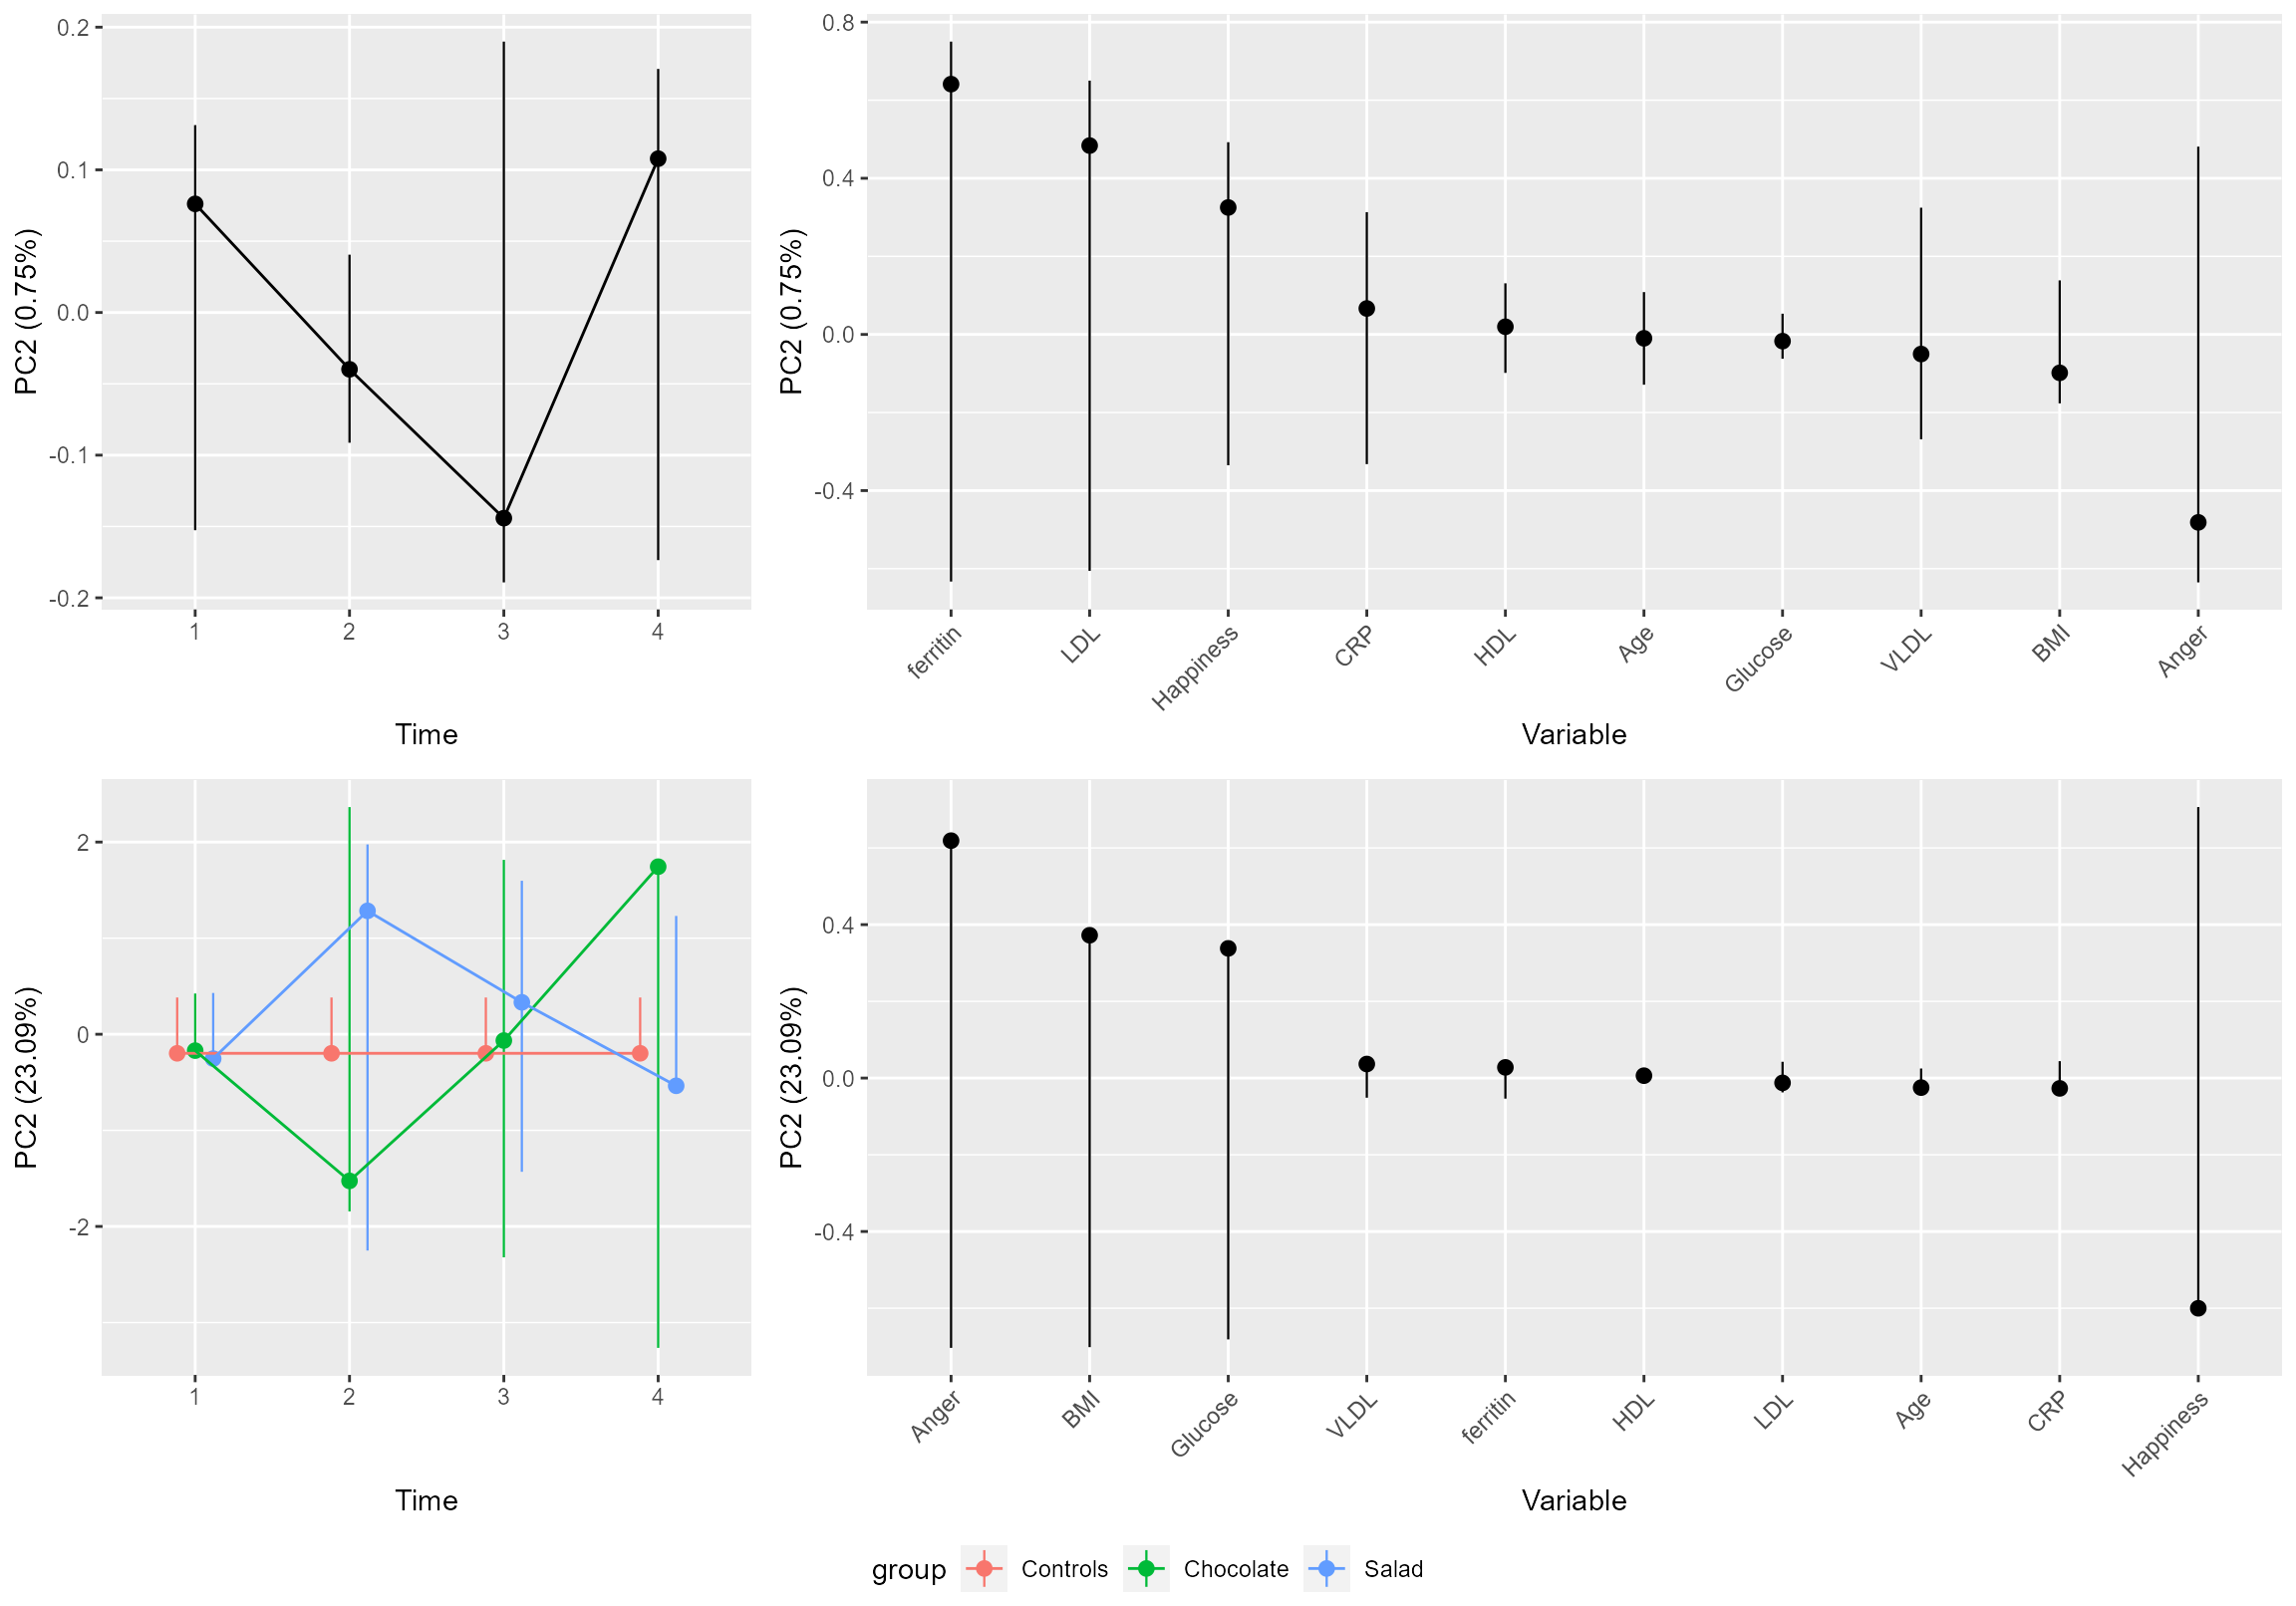 0.2
0.1
0.0
-0.1
-0.2
PC2 (0.75%)
1 2 3 4
Time
0.8
0.4
0.0
-0.4
PC2 (0.75%)
ferritin LDL Happiness CRP HDL Age Glucose VLDL BMI Anger
Variable
2
0
-2
PC2 (23.09%)
1 2 3 4
Time
0.4
0.0
-0.4
PC2 (23.09%)
Anger BMI Glucose VLDL ferritin HDL LDL Age CRP Happiness
Variable
group Controls Chocolate Salad